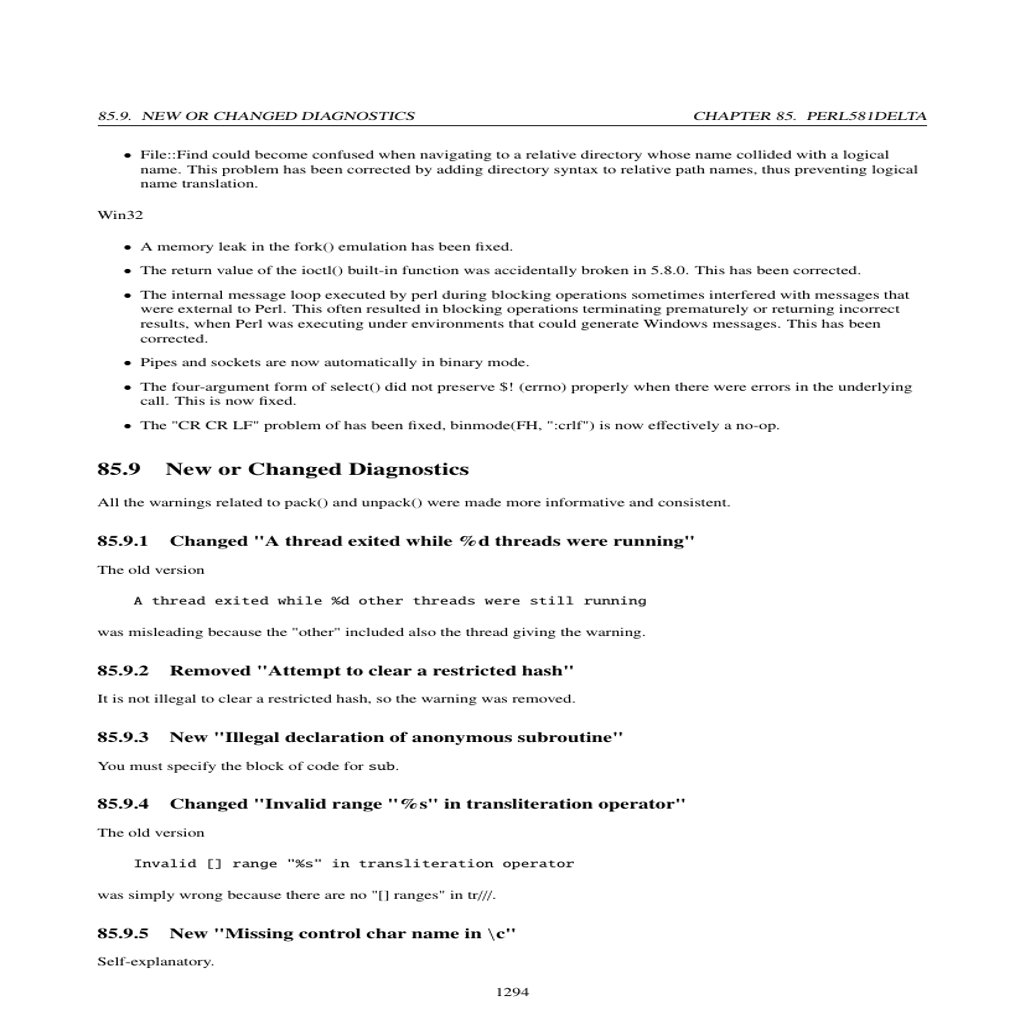 85.9. NEW OR CHANGED DIAGNOSTICS CHAPTER 85. PERL581DELTA
• File::Find could become confused when navigating to a relative directory whose name collided with a logical
name. This problem has been corrected by adding directory syntax to relative path names, thus preventing logical
name translation.
Win32
• A memory leak in the fork() emulation has been fixed.
• The return value of the ioctl() built-in function was accidentally broken in 5.8.0. This has been corrected.
• The internal message loop executed by perl during blocking operations sometimes interfered with messages that
were external to Perl. This often resulted in blocking operations terminating prematurely or returning incorrect
results, when Perl was executing under environments that could generate Windows messages. This has been
corrected.
• Pipes and sockets are now automatically in binary mode.
• The four-argument form of select() did not preserve $! (errno) properly when there were errors in the underlying
call. This is now fixed.
• The "CR CR LF" problem of has been fixed, binmode(FH, ":crlf") is now effectively a no-op.
85.9 New or Changed Diagnostics
All the warnings related to pack() and unpack() were made more informative and consistent.
85.9.1 Changed "A thread exited while %d threads were running"
The old version
A thread exited while %d other threads were still running
was misleading because the "other" included also the thread giving the warning.
85.9.2 Removed "Attempt to clear a restricted hash"
It is not illegal to clear a restricted hash, so the warning was removed.
85.9.3 New "Illegal declaration of anonymous subroutine"
You must specify the block of code for sub.
85.9.4 Changed "Invalid range "%s" in transliteration operator"
The old version
Invalid [] range "%s" in transliteration operator
was simply wrong because there are no "[] ranges" in tr///.
85.9.5 New "Missing control char name in \c"
Self-explanatory.
1294